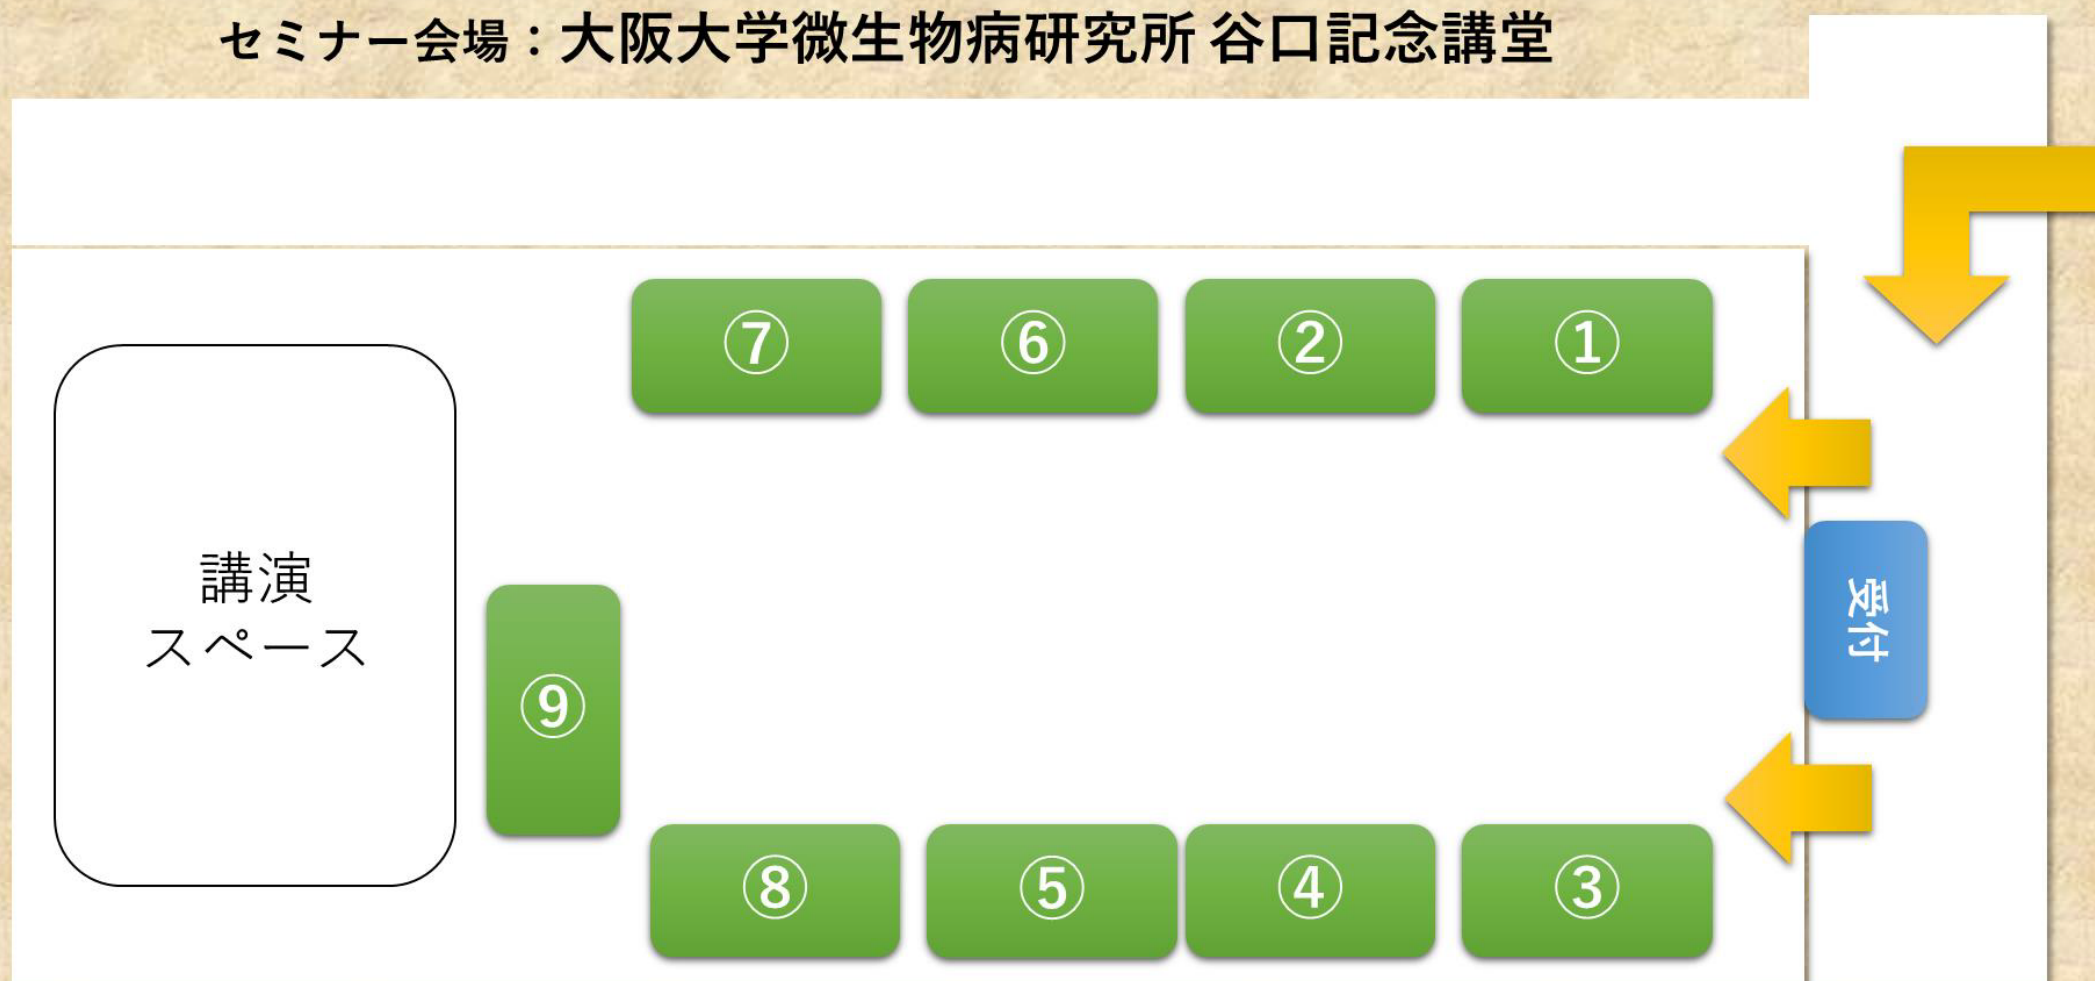 セミナー会場：大阪大学微生物病研究所 谷口記念講堂
⑦ ⑥ ② ①
講演
スペース
⑨
受付
⑧ ⑤ ④ ③